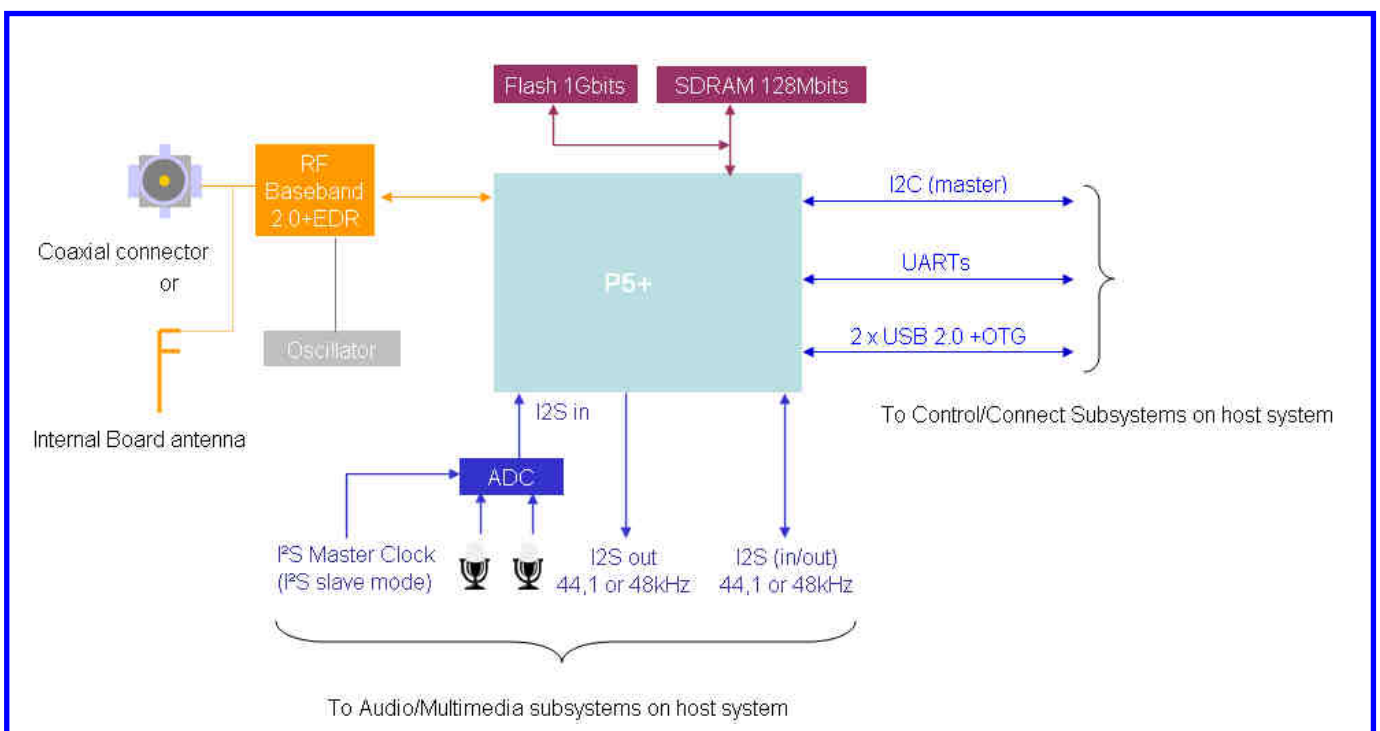 Flash 1Gbits
SDRAM 128Mbits
RF
Baseband
2.0+EDR
I2C (master)
Coaxial connector
or
P5+
UARTs
Oscillator
2 x USB 2.0 +OTG
Internal Board antenna
I2S in
To Control/Connect Subsystems on host system
ADC
I²S Master Clock
(I²S slave mode)
I2S out
44,1 or 48kHz
I2S (in/out)
44,1 or 48kHz
To Audio/Multimedia subsystems on host system